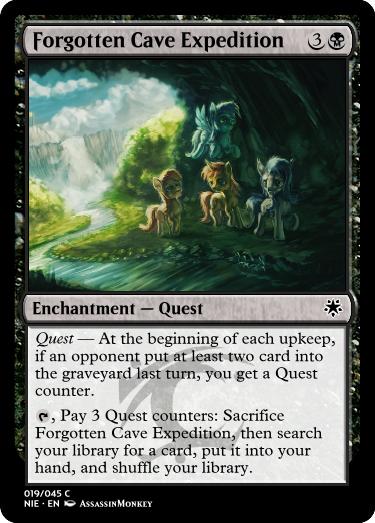 Forgotten Cave Expedition 3
Enchantment — Quest
Quest — At the beginning of each upkeep,
if an opponent put at least two card into
the graveyard last turn, you get a Quest
counter.
, Pay 3 Quest counters: Sacrifice
Forgotten Cave Expedition, then search
your library for a card, put it into your
hand, and shuffle your library.
019/045 C
NIE • EN AssassinMonkey